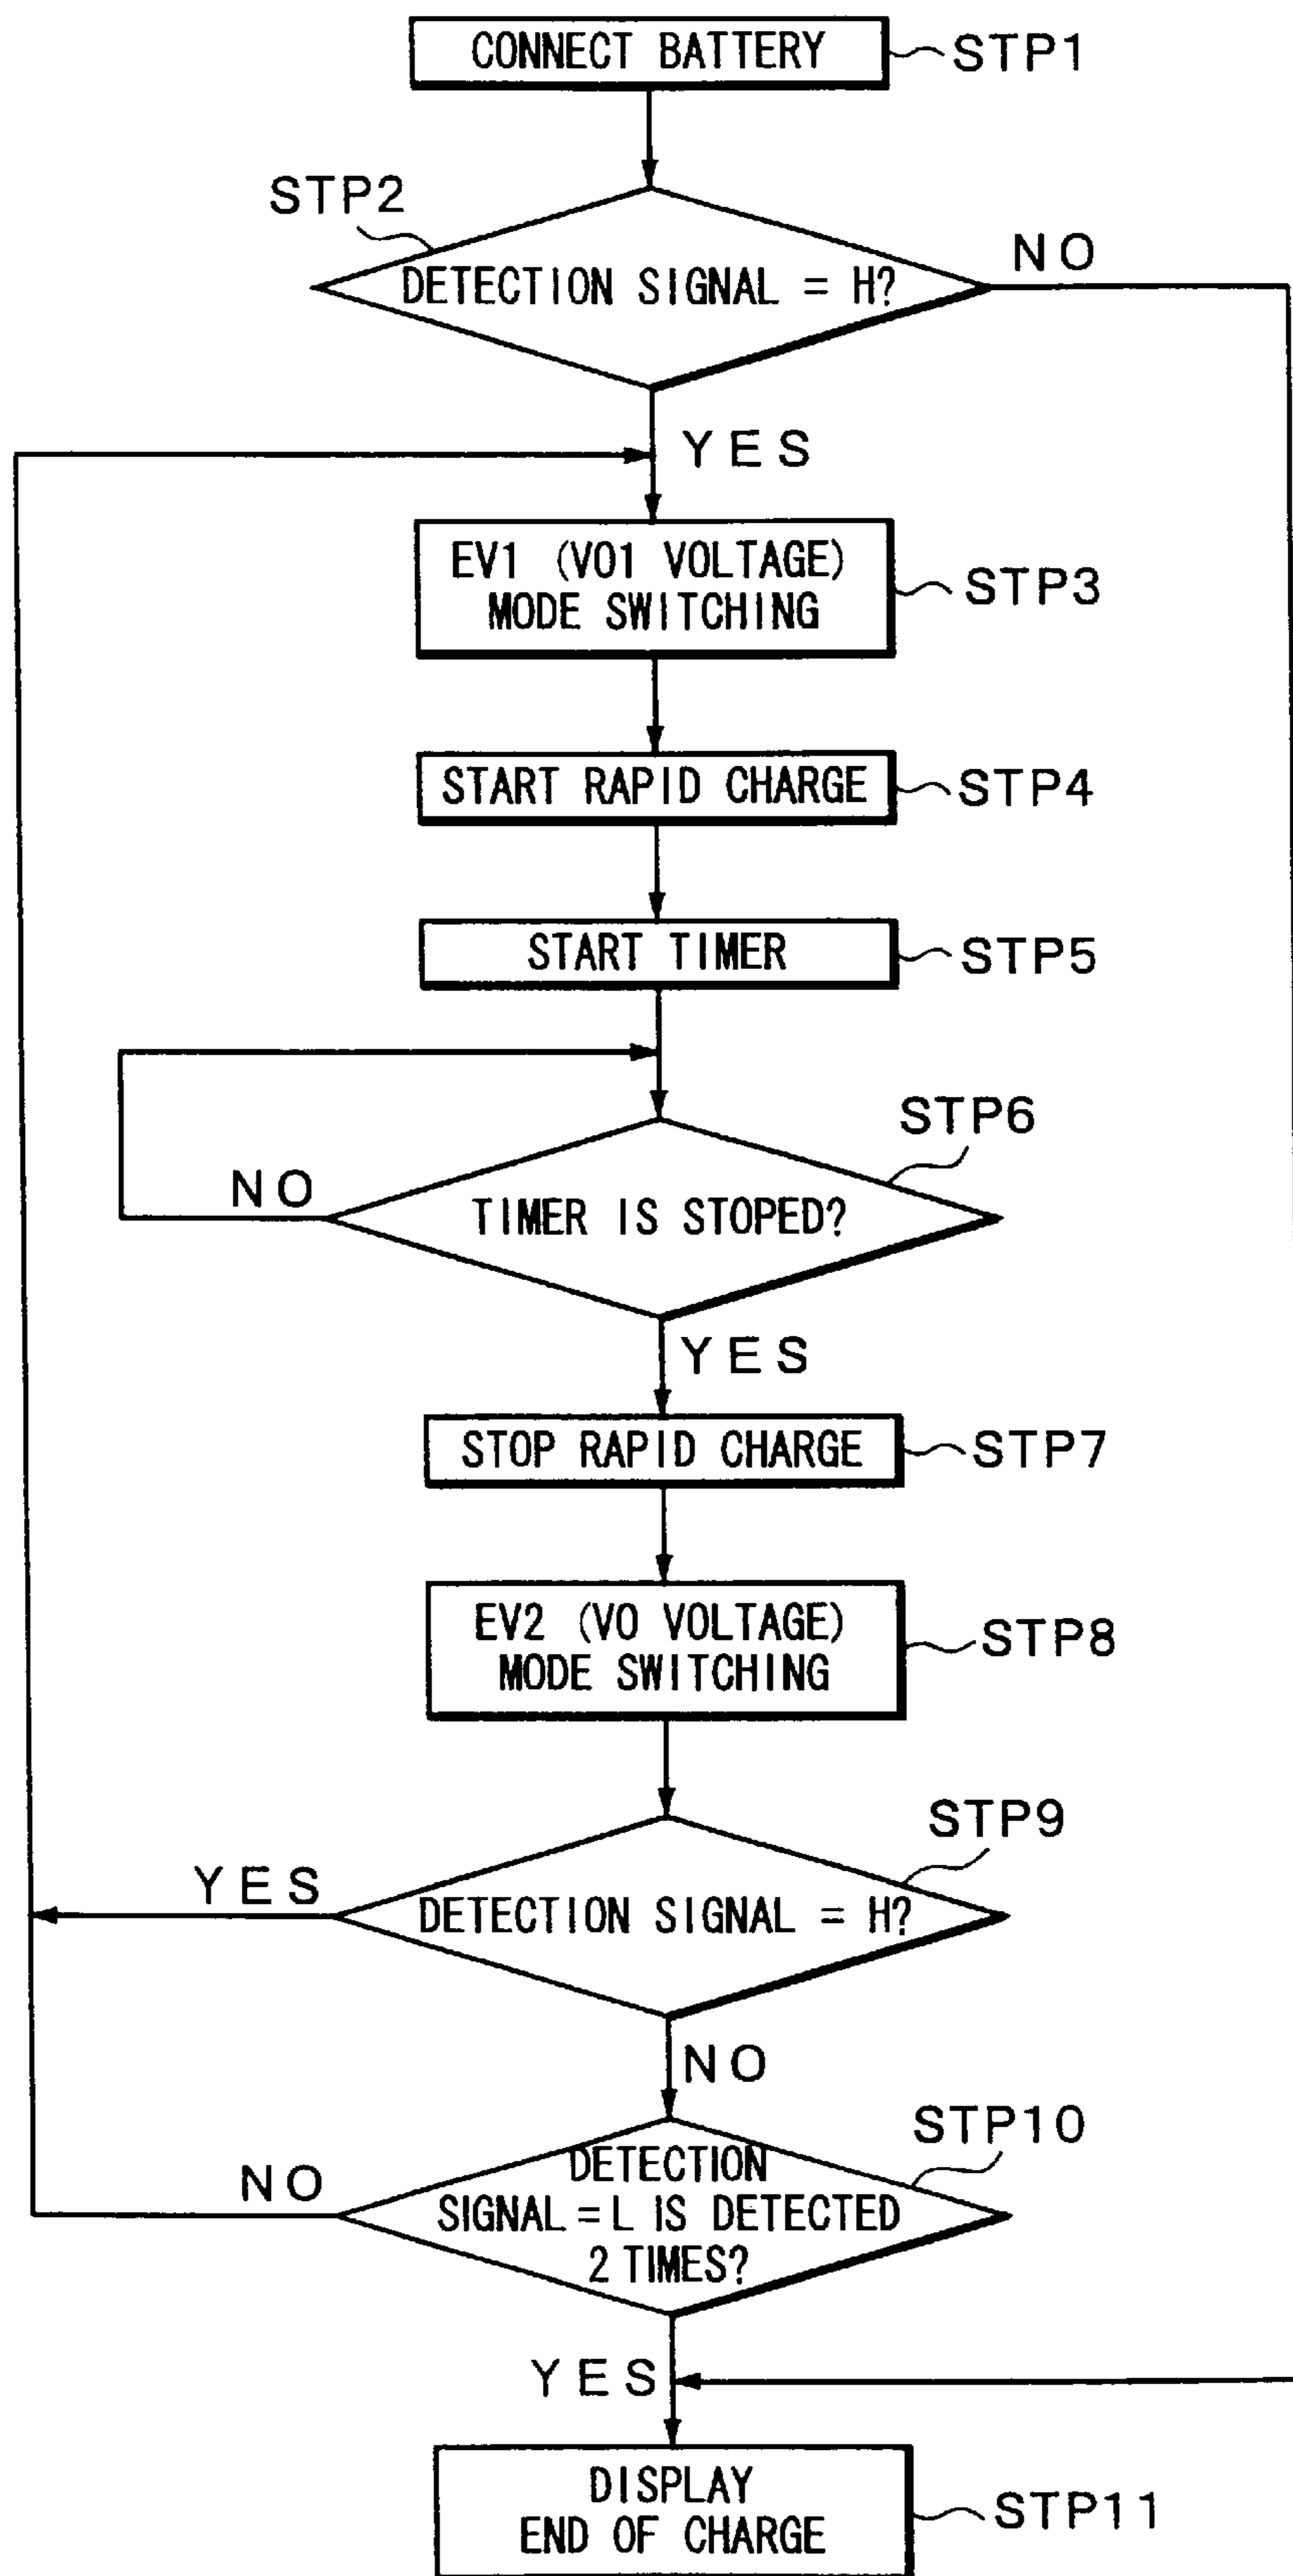 CONNECT BATTERY
STP1
STP2
DETECTION SIGNAL = H?
NO
YES
EV1 (VO1 VOLTAGE)
MODE SWITCHING
STP3
START RAPID CHARGE
STP4
START TIMER
STP5
STP6
NO
TIMER IS STOPED?
YES
STOP RAPID CHARGE
STP7
EV2 (VO VOLTAGE)
MODE SWITCHING
STP8
STP9
YES
DETECTION SIGNAL = H?
NO
STP10
NO
DETECTION
SIGNAL = L IS DETECTED
2 TIMES?
YES
DISPLAY
END OF CHARGE
STP11